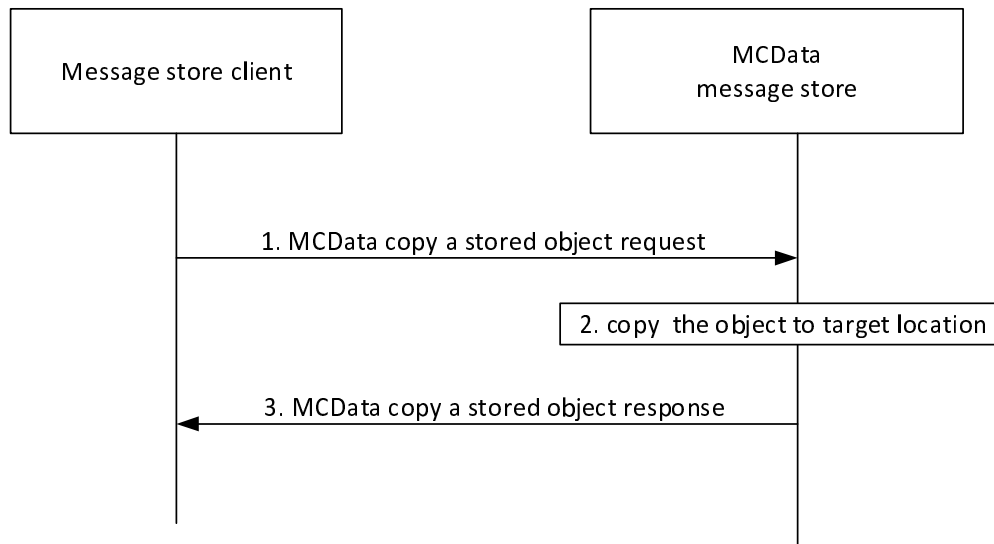 Message store client
MCData
message store
1. MCData copy a stored object request
2. copy  the object to target location
3. MCData copy a stored object response